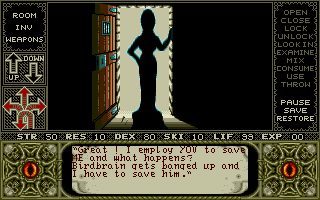 ROOM
INV
WEAPONS
UP
DOWN
OPEN
CLOSE
LOCK
UNLOCK
LOOK IN
EXAMINE
MIX
CONSUME
USE
THROW
PAUSE
SAVE
RESTORE
STR 50 RES 10 DEX 80 SKI 10 LIF 99 EXP 00
"Great ! I employ YOU to save
ME and what happens?
Birdbrain gets banged up and
I have to save him."